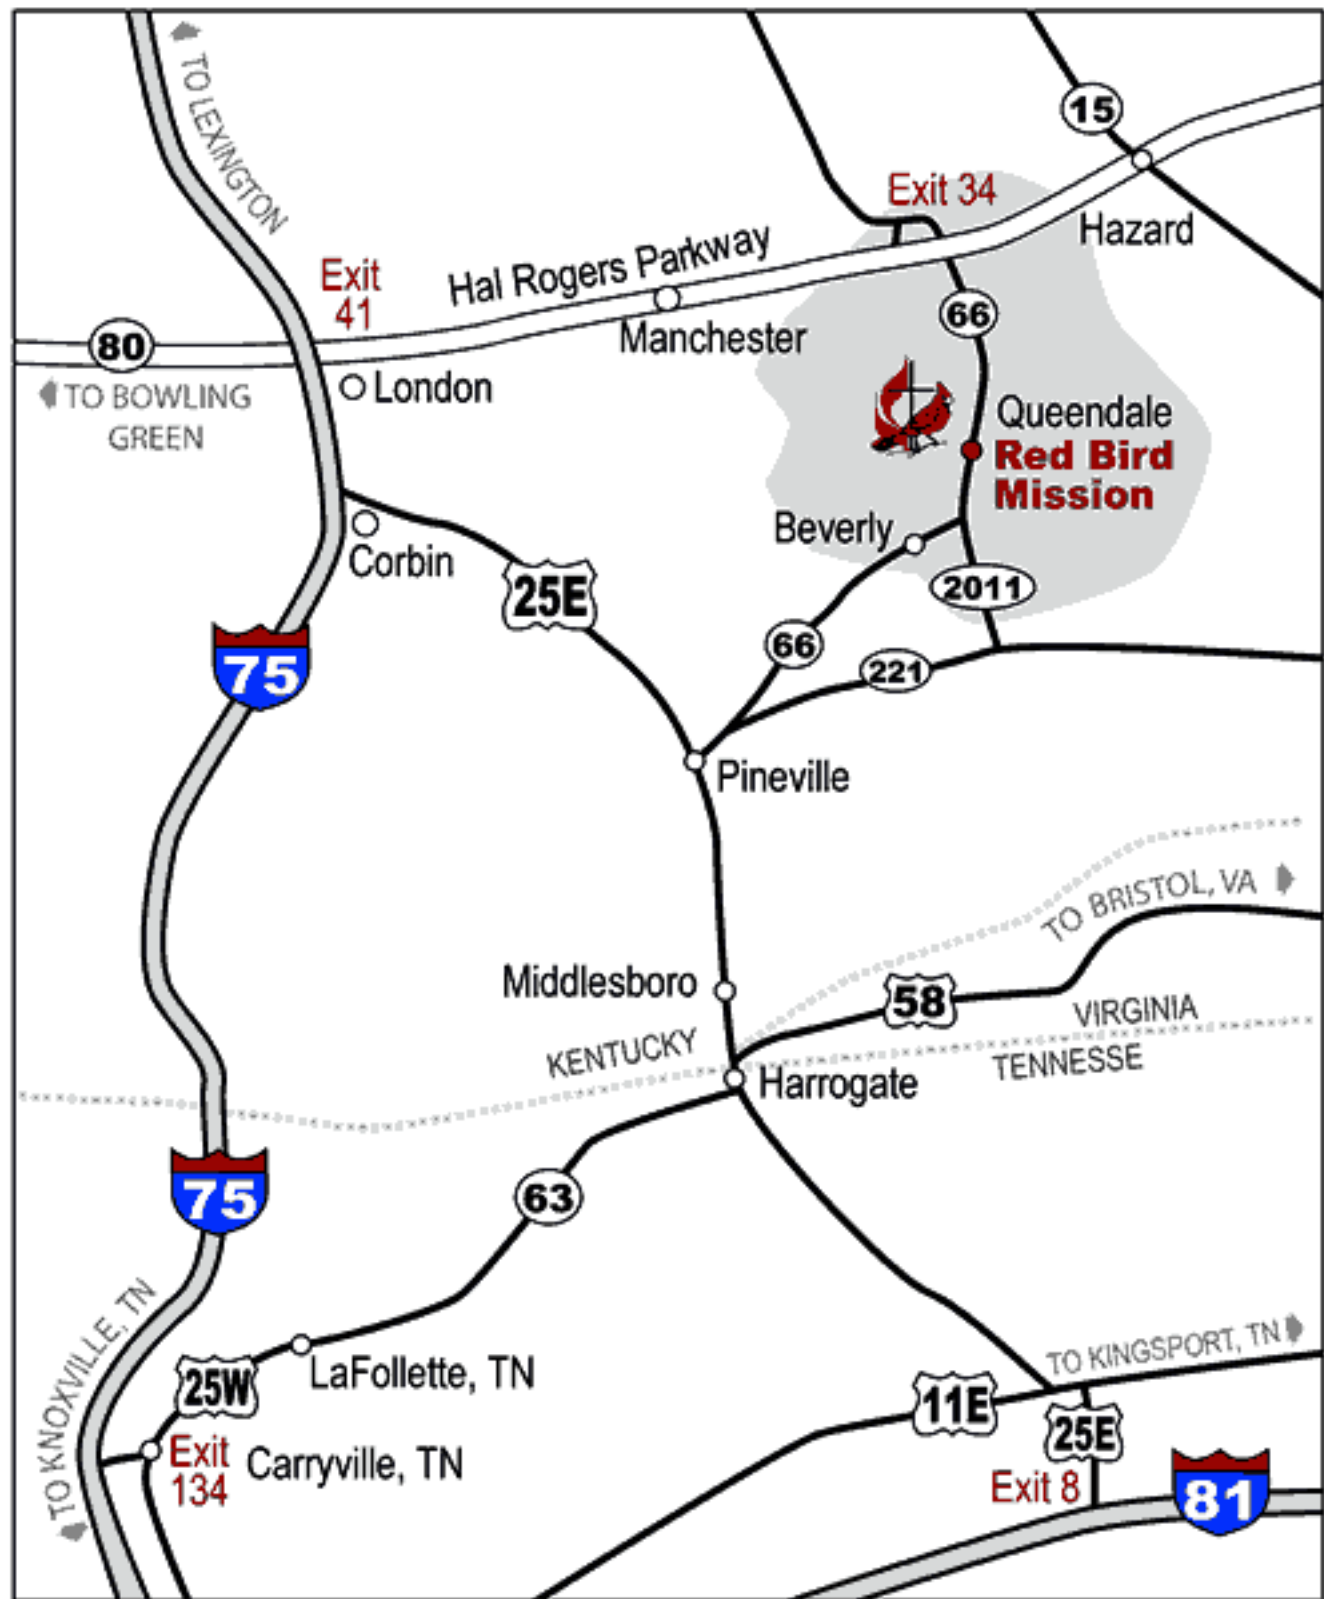 TO LEXINGTON
15
Exit 34
Hazard
Hal Rogers Parkway
Exit
41
Manchester
66
80
TO BOWLING
GREEN
London
Queendale
Red Bird
Mission
Corbin
Beverly
25E
2011
66
221
75
Pineville
TO BRISTOL, VA
Middlesboro
58
VIRGINIA
KENTUCKY
TENNESSE
Harrogate
63
75
TO KNOXVILLE, TN
TO KINGSPORT, TN
25W
LaFollette, TN
11E
25E
Exit
134
Carryville, TN
Exit 8
81